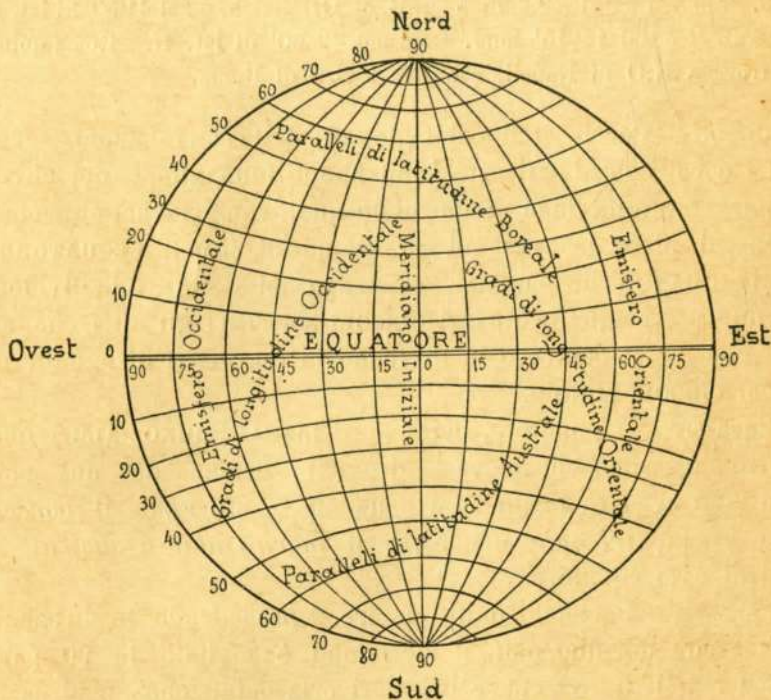 Nord
90
80
70
60
50
40
30
20
10
Paralleli di latitudine Boreale
Emisfero Occidentale
Gradi di longitudine Occidentale
Meridiano Iniziale
Gradi di longitudine Orientale
Emisfero Orientale
EQUATORE
Ovest
0
Est
90
75
60
45
30
15
0
15
30
45
60
75
90
10
20
30
40
50
60
70
80
90
Paralleli di latitudine Australe
Sud